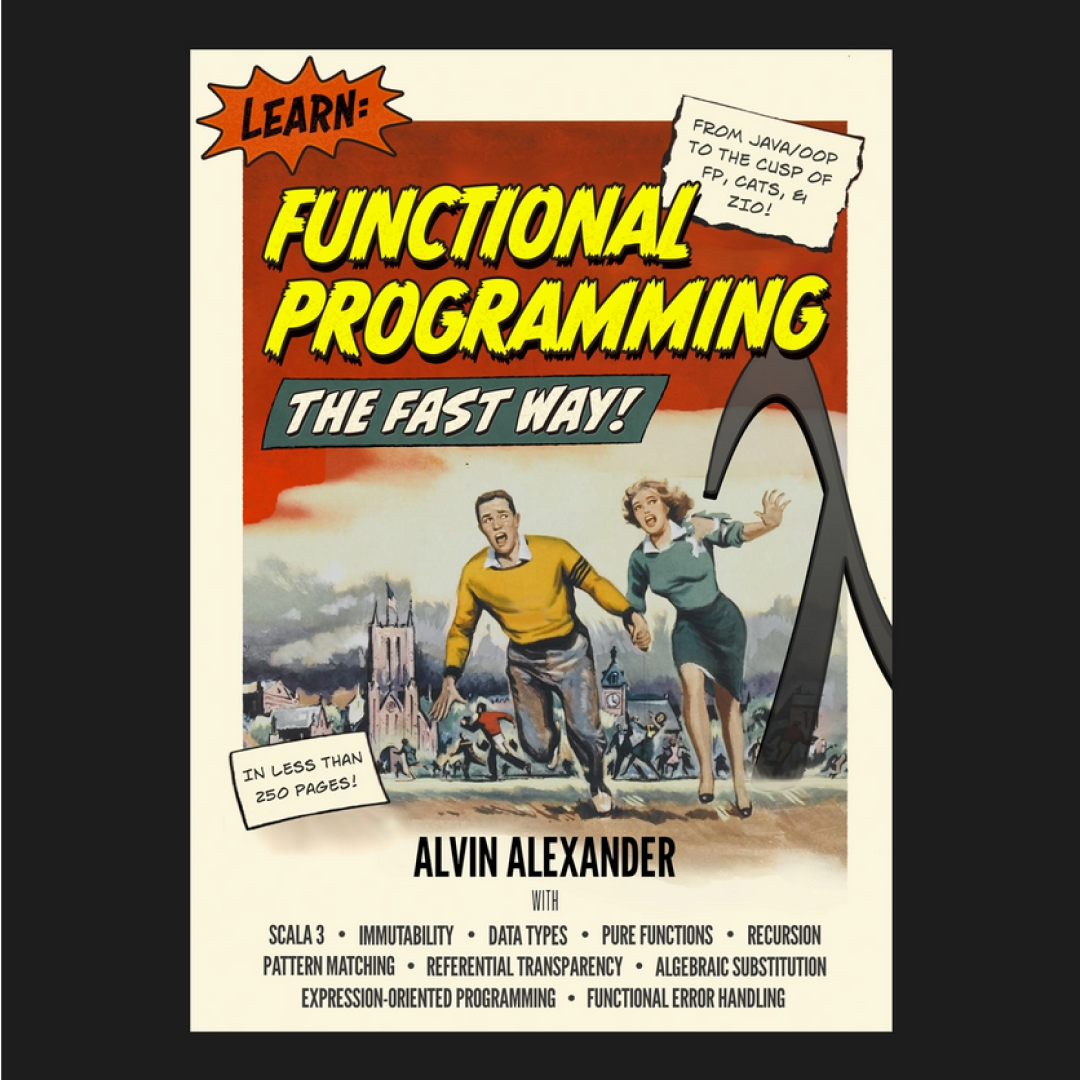 LEARN:
FROM JAVA/OOP
TO THE CUSP OF
FP, CATS, &
ZIO!
FUNCTIONAL
PROGRAMMING
THE FAST WAY!
IN LESS THAN
250 PAGES!
ALVIN ALEXANDER
WITH
SCALA 3 • IMMUTABILITY • DATA TYPES • PURE FUNCTIONS • RECURSION
PATTERN MATCHING • REFERENTIAL TRANSPARENCY • ALGEBRAIC SUBSTITUTION
EXPRESSION-ORIENTED PROGRAMMING • FUNCTIONAL ERROR HANDLING